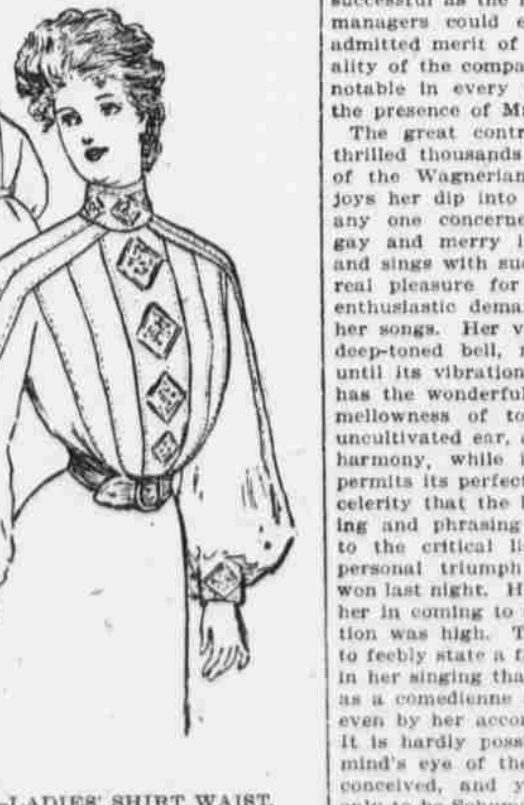 LADIES' SHIRT WAIST.
successful as the
managers could
admitted merit of
ality of the compa
notable in every
the presence of M
The great contr
thrilled thousands
of the Wagnerian
joys her dip into
any one concerne
gay and merry i
and sings with suc
real pleasure for
enthusiastic dema
her songs. Her v
deep-toned bell,
until its vibration
has the wonderful
mellowness of to
uncultivated ear,
harmony, while i
permits its perfect
celerity that the
ing and phrasing
to the critical li
personal triumph
won last night. H
her in coming to
tion was high. T
to feebly state a f
in her singing tha
as a comedienne
even by her accor
It is hardly poss
mind's eye of the
conceived, and y